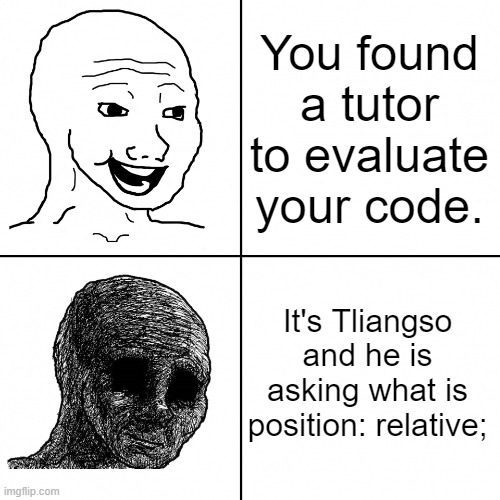 You found
a tutor
to evaluate
your code.
It's Tliangso
and he is
asking what is
position: relative;
imgflip.com